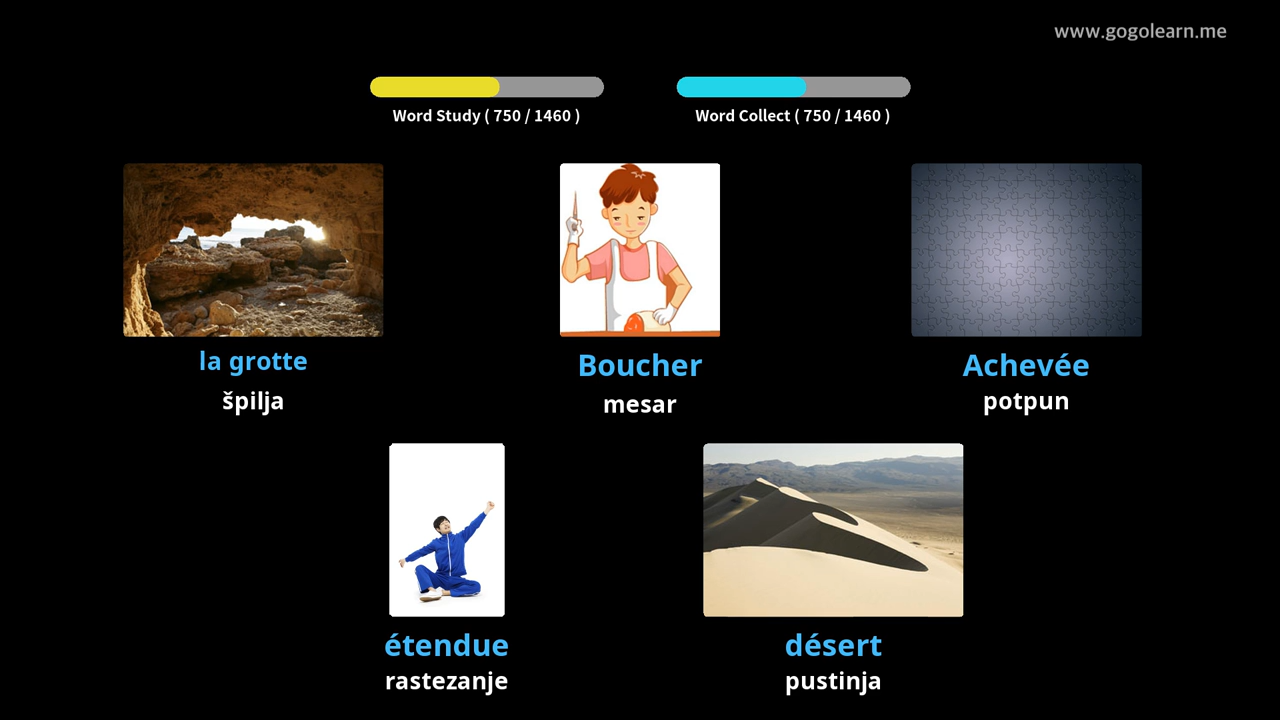 www.gogolearn.me
Word Study ( 750 / 1460 )
Word Collect ( 750 / 1460 )
la grotte
špilja
Boucher
mesar
Achevée
potpun
étendue
rastezanje
désert
pustinja